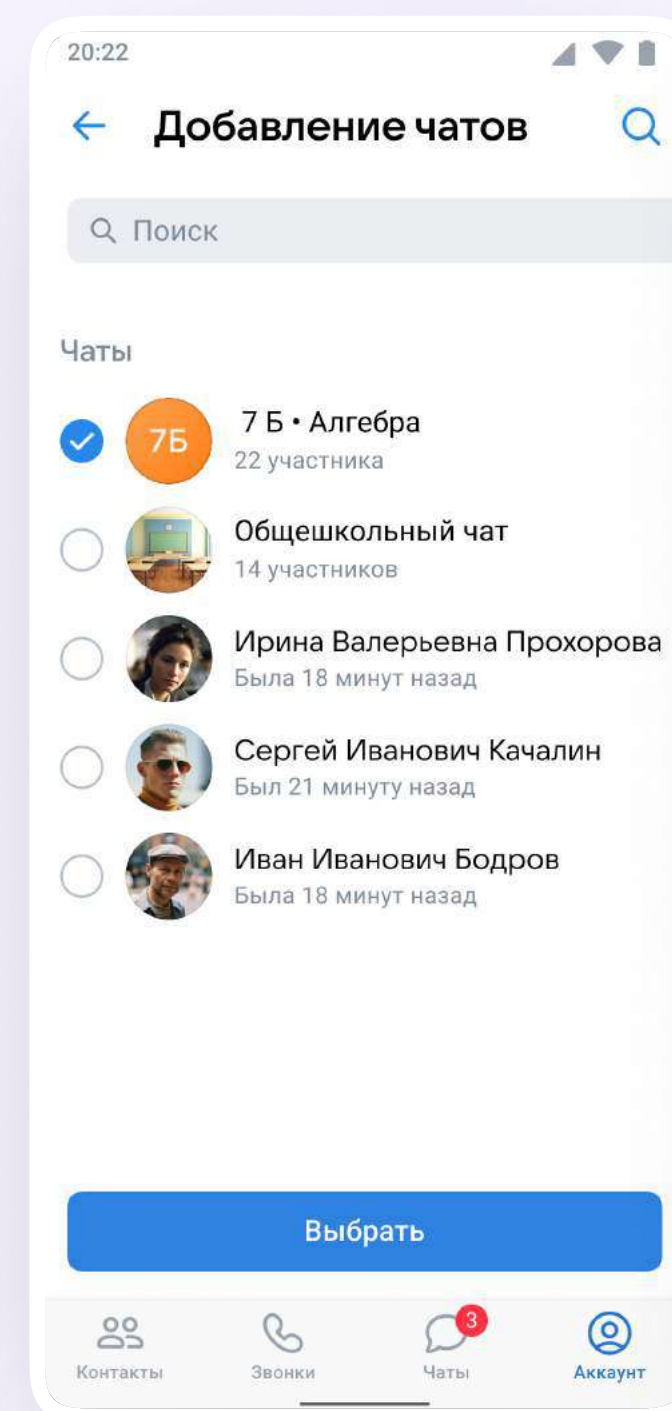 20:22
Добавление чатов
Поиск
Чаты
7Б
7 Б • Алгебра
22 участника
Общешкольный чат
14 участников
Ирина Валерьевна Прохорова
Была 18 минут назад
Сергей Иванович Качалин
Был 21 минуту назад
Иван Иванович Бодров
Была 18 минут назад
Выбрать
3
Контакты
Звонки
Чаты
Аккаунт